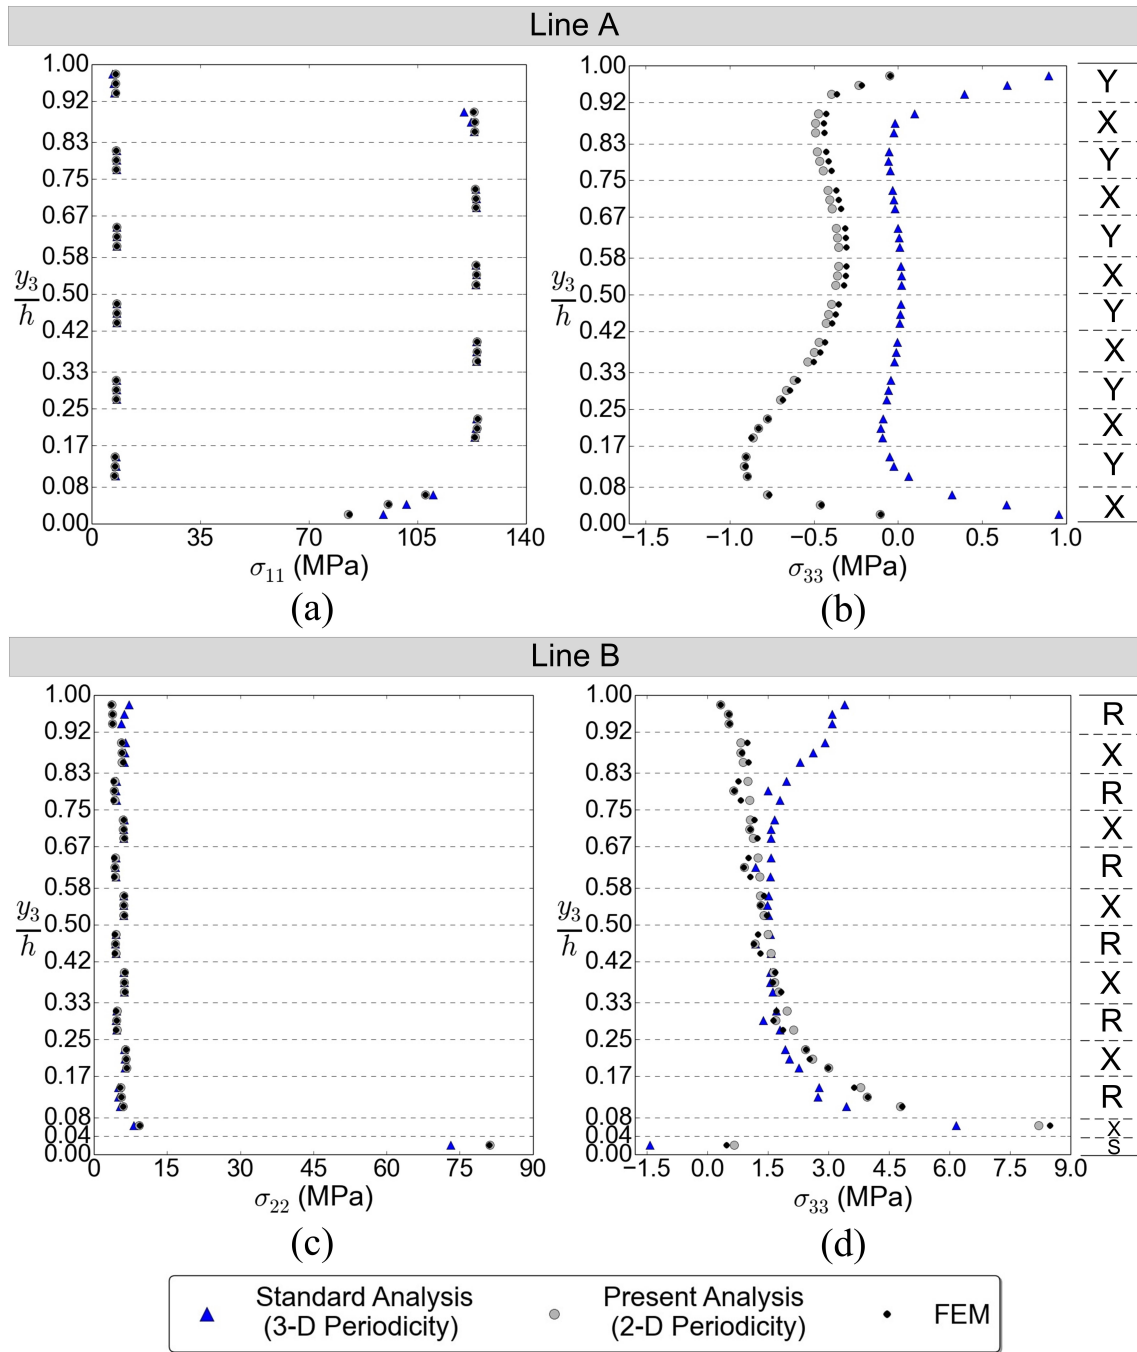 Line A
1.00
0.92
0.83
0.75
0.67
0.58
0.50
0.42
0.33
0.25
0.17
0.08
0.00
y₃/h
0 35 70 105 140
σ₁₁ (MPa)
(a)
1.00
0.92
0.83
0.75
0.67
0.58
0.50
0.42
0.33
0.25
0.17
0.08
0.00
y₃/h
−1.5 −1.0 −0.5 0.0 0.5 1.0
σ₃₃ (MPa)
(b)
Y
X
Y
X
Y
X
Y
X
Y
X
Y
X
Line B
1.00
0.92
0.83
0.75
0.67
0.58
0.50
0.42
0.33
0.25
0.17
0.08
0.04
0.00
y₃/h
0 15 30 45 60 75 90
σ₂₂ (MPa)
(c)
1.00
0.92
0.83
0.75
0.67
0.58
0.50
0.42
0.33
0.25
0.17
0.08
0.04
0.00
y₃/h
−1.5 0.0 1.5 3.0 4.5 6.0 7.5 9.0
σ₃₃ (MPa)
(d)
R
X
R
X
R
X
R
X
R
X
R
X
S
Standard Analysis
(3-D Periodicity)
Present Analysis
(2-D Periodicity)
FEM